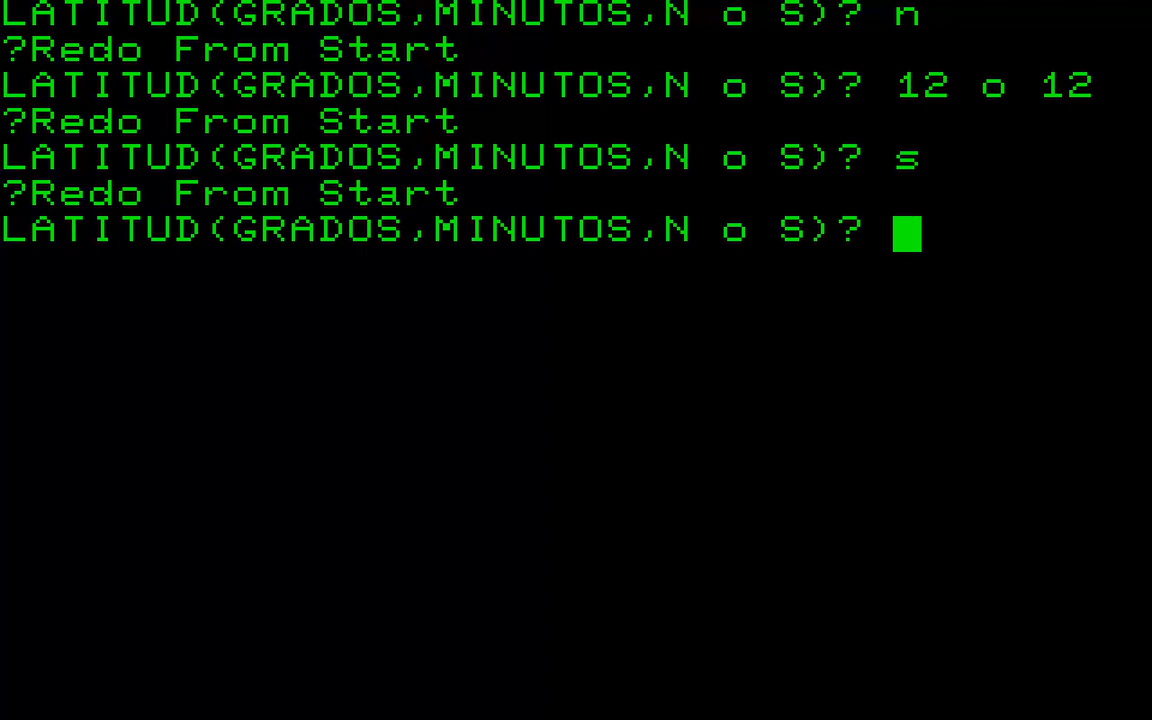 LATITUD(GRADOS,MINUTOS,N o S)? n
?Redo From Start
LATITUD(GRADOS,MINUTOS,N o S)? 12 o 12
?Redo From Start
LATITUD(GRADOS,MINUTOS,N o S)? s
?Redo From Start
LATITUD(GRADOS,MINUTOS,N o S)?